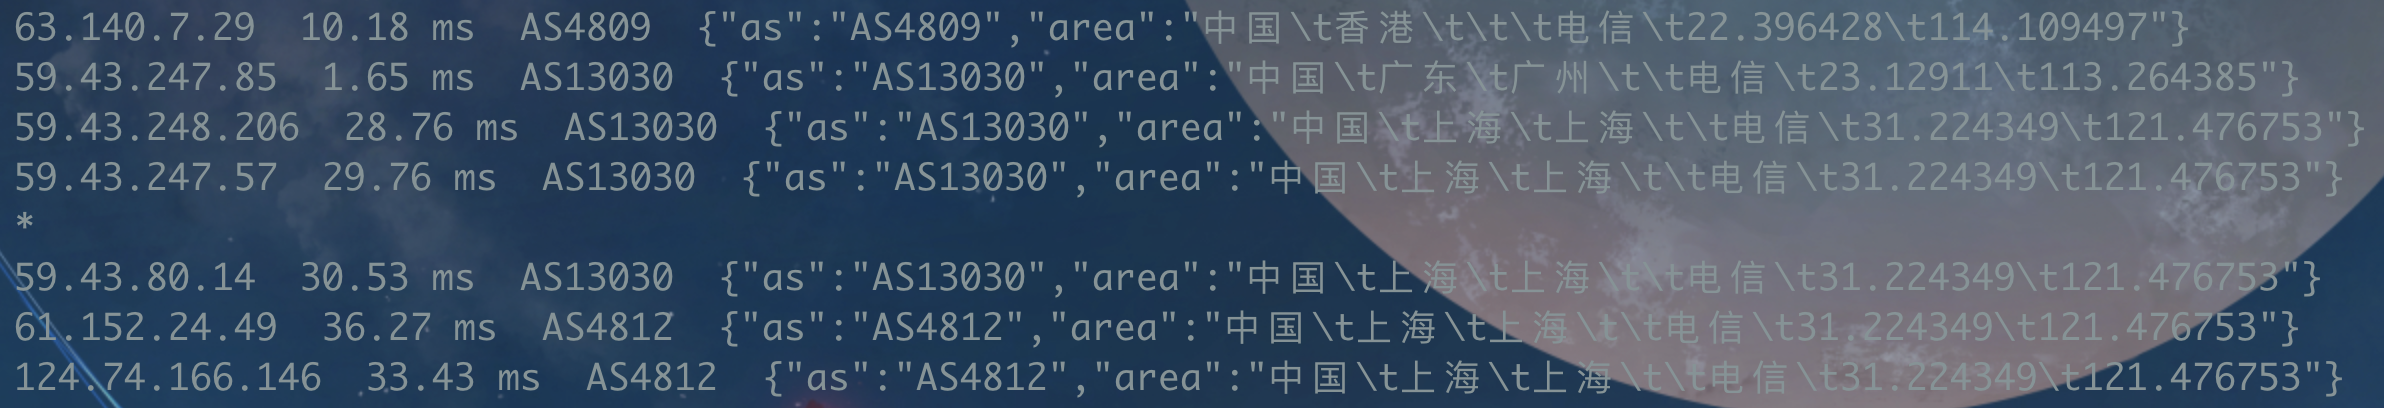 63.140.7.29  10.18 ms  AS4809  {"as":"AS4809","area":"中国\t香港\t\t\t电信\t22.396428\t114.109497"}
59.43.247.85  1.65 ms  AS13030  {"as":"AS13030","area":"中国\t广东\t广州\t\t电信\t23.12911\t113.264385"}
59.43.248.206  28.76 ms  AS13030  {"as":"AS13030","area":"中国\t上海\t上海\t\t电信\t31.224349\t121.476753"}
59.43.247.57  29.76 ms  AS13030  {"as":"AS13030","area":"中国\t上海\t上海\t\t电信\t31.224349\t121.476753"}
*
59.43.80.14  30.53 ms  AS13030  {"as":"AS13030","area":"中国\t上海\t上海\t\t电信\t31.224349\t121.476753"}
61.152.24.49  36.27 ms  AS4812  {"as":"AS4812","area":"中国\t上海\t上海\t\t电信\t31.224349\t121.476753"}
124.74.166.146  33.43 ms  AS4812  {"as":"AS4812","area":"中国\t上海\t上海\t\t电信\t31.224349\t121.476753"}